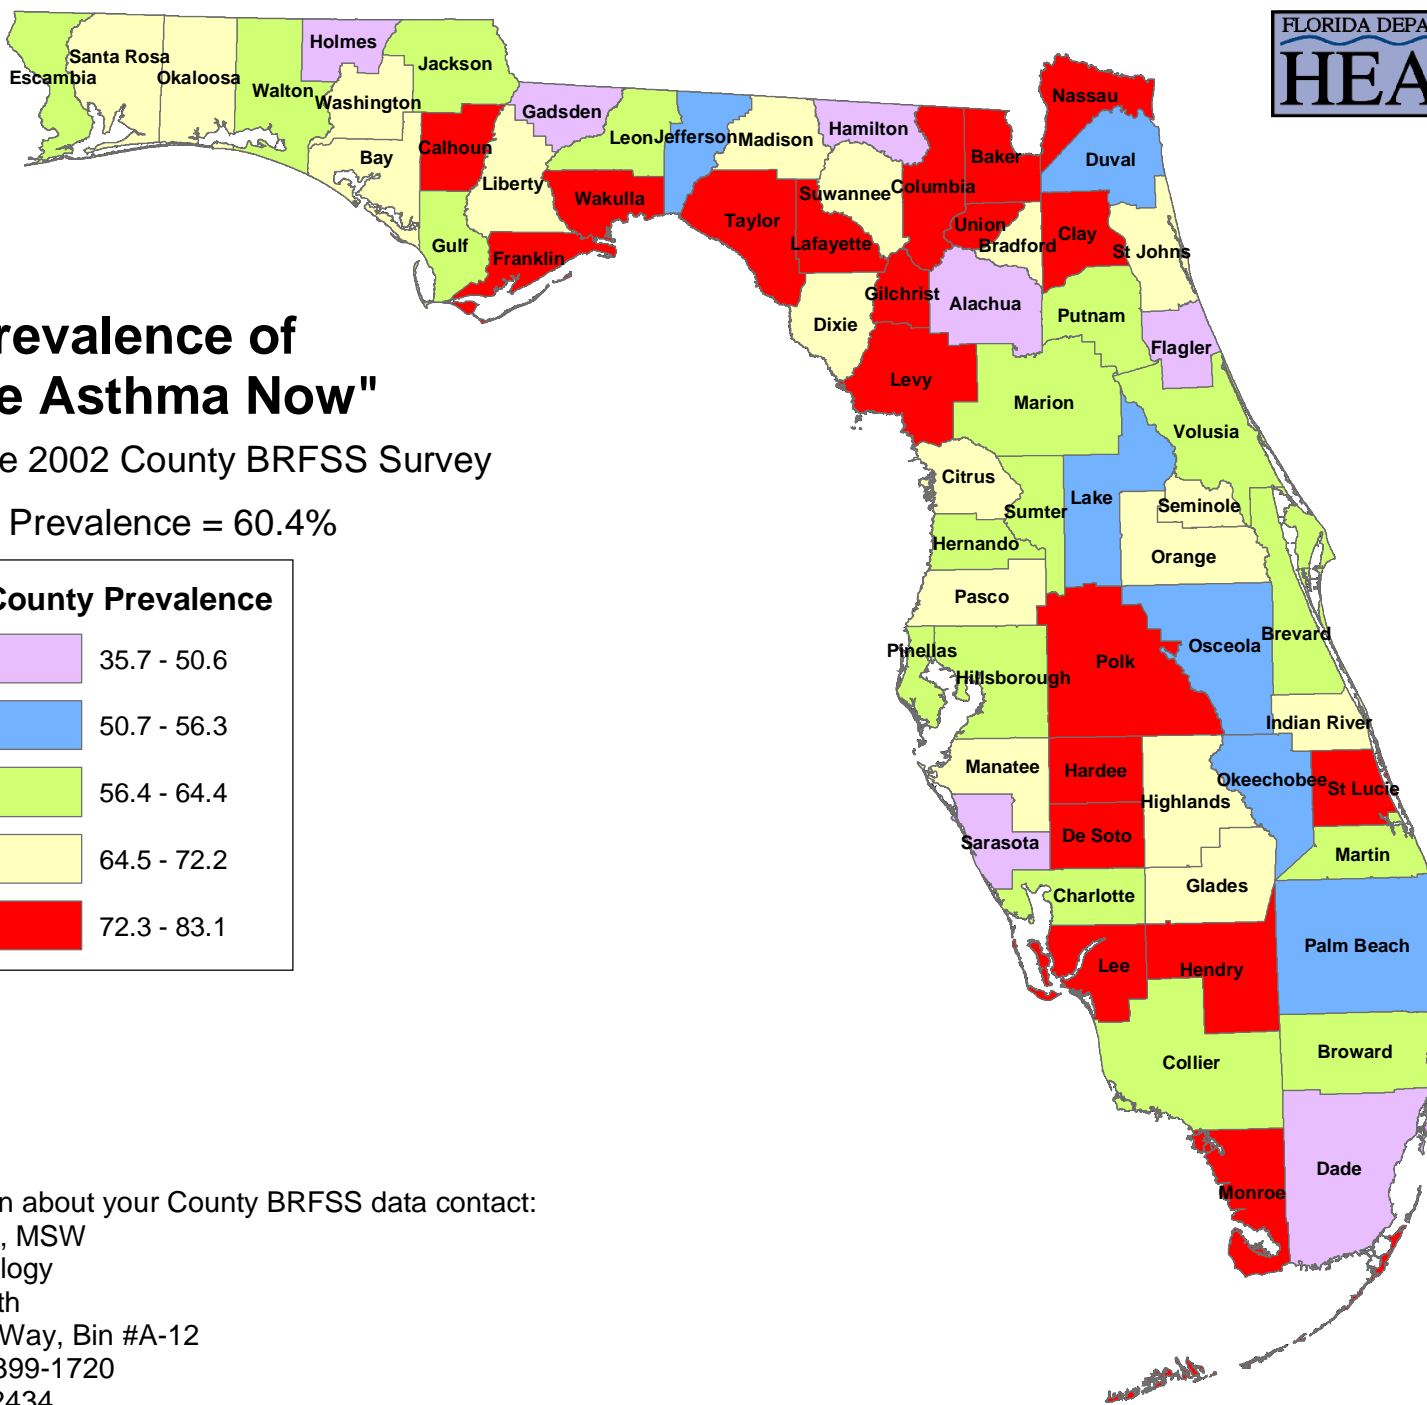 FLORIDA DEPA
HEA
Holmes
Jackson
Santa Rosa
Escambia
Okaloosa
Walton
Washington
Gadsden
Nassau
Leon
Jefferson
Madison
Hamilton
Calhoun
Bay
Baker
Duval
Liberty
Wakulla
Suwannee
Columbia
Taylor
Union
Clay
Lafayette
Bradford
St Johns
Gulf
Franklin
Gilchrist
Alachua
Putnam
Dixie
Flagler
revalence of
e Asthma Now"
e 2002 County BRFSS Survey
Prevalence = 60.4%
Levy
Marion
Volusia
Citrus
Lake
Sumter
Seminole
Hernando
Orange
Pasco
Brevard
Pinellas
Osceola
Polk
Hillsborough
Indian River
Manatee
Hardee
Okeechobee
St Lucie
Highlands
De Soto
Sarasota
Martin
Glades
Charlotte
Palm Beach
Lee
Hendry
Broward
Collier
Dade
Monroe
County Prevalence
35.7 - 50.6
50.7 - 56.3
56.4 - 64.4
64.5 - 72.2
72.3 - 83.1
n about your County BRFSS data contact:
, MSW
logy
th
Way, Bin #A-12
399-1720
2434